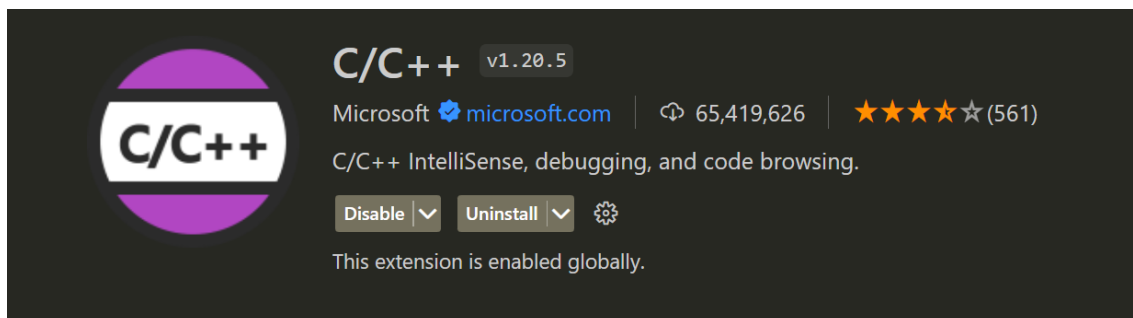 C/C++
C/C++ v1.20.5
Microsoft microsoft.com 65,419,626 (561)
C/C++ IntelliSense, debugging, and code browsing.
Disable Uninstall
This extension is enabled globally.